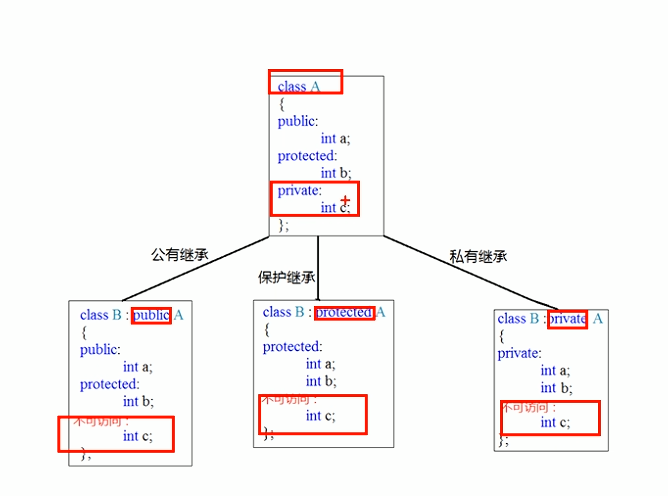 class A
{
public:
int a;
protected:
int b;
private:
int c;
};
公有继承
保护继承
私有继承
class B : public A
{
public:
int a;
protected:
int b;
不可访问：
int c;
};
class B : protected A
{
protected:
int a;
int b;
不可访问：
int c;
};
class B : private A
{
private:
int a;
int b;
不可访问：
int c;
};